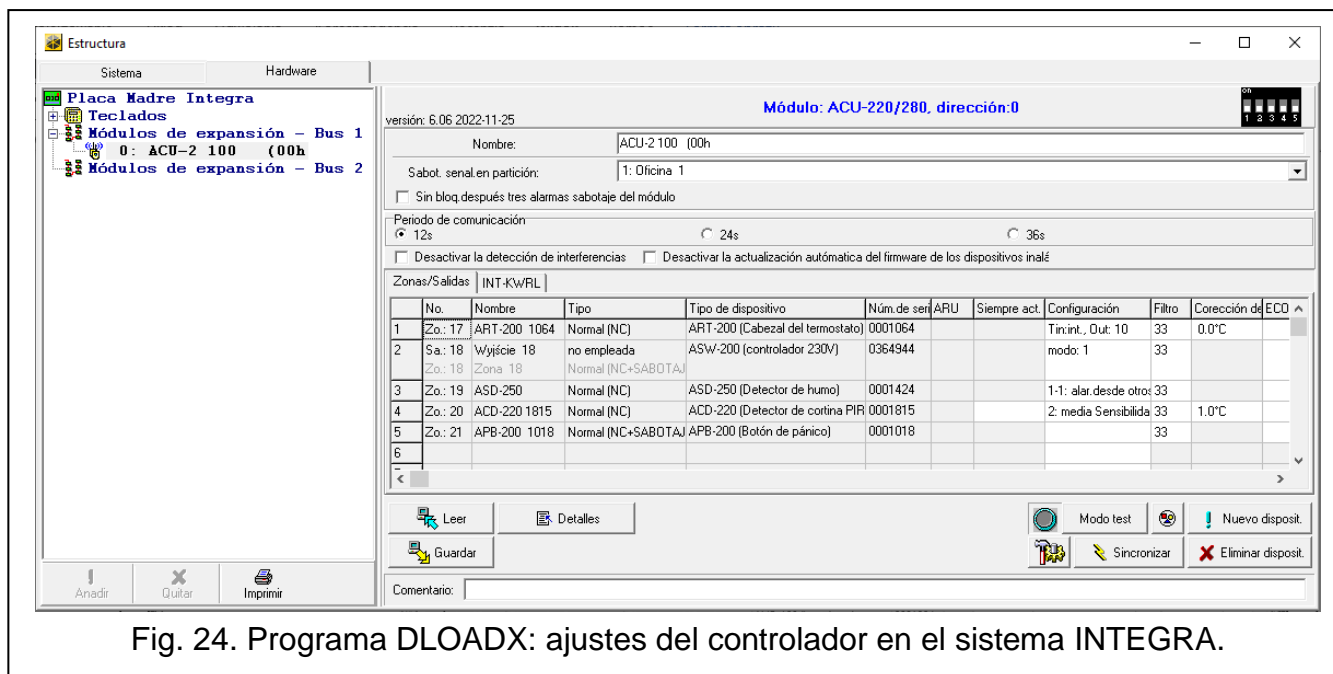 Estructura
Sistema Hardware
Placa Madre Integra
Teclados
Módulos de expansión - Bus 1
0: ACU-2 100 (00h
Módulos de expansión - Bus 2
Anadir Quitar Imprimir
versión: 6.06 2022-11-25 Módulo: ACU-220/280, dirección:0
on
1 2 3 4 5
Nombre: ACU-2 100 (00h
Sabot. senal.en partición: 1: Oficina 1
Sin bloq.después tres alarmas sabotaje del módulo
Periodo de comunicación
12s 24s 36s
Desactivar la detección de interferencias Desactivar la actualización autómatica del firmware de los dispositivos inalá
Zonas/Salidas INT-KWRL
No. Nombre Tipo Tipo de dispositivo Núm.de seri ARU Siempre act. Configuración Filtro Corección de ECO
1 Zo.: 17 ART-200 1064 Normal (NC) ART-200 (Cabezal del termostato) 0001064 Tin:int., Out: 10 33 0.0°C
2 Sa.: 18 Wyjście 18 no empleada ASW-200 (controlador 230V) 0364944 modo: 1 33
Zo.: 18 Zona 18 Normal (NC+SABOTAJ
3 Zo.: 19 ASD-250 Normal (NC) ASD-250 (Detector de humo) 0001424 1-1: alar.desde otros 33
4 Zo.: 20 ACD-220 1815 Normal (NC) ACD-220 (Detector de cortina PIR 0001815 2: media Sensibilida 33 1.0°C
5 Zo.: 21 APB-200 1018 Normal (NC+SABOTAJ APB-200 (Botón de pánico) 0001018 33
6
Leer Detalles Modo test Nuevo disposit.
Guardar Sincronizar Eliminar disposit.
Comentario:
Fig. 24. Programa DLOADX: ajustes del controlador en el sistema INTEGRA.